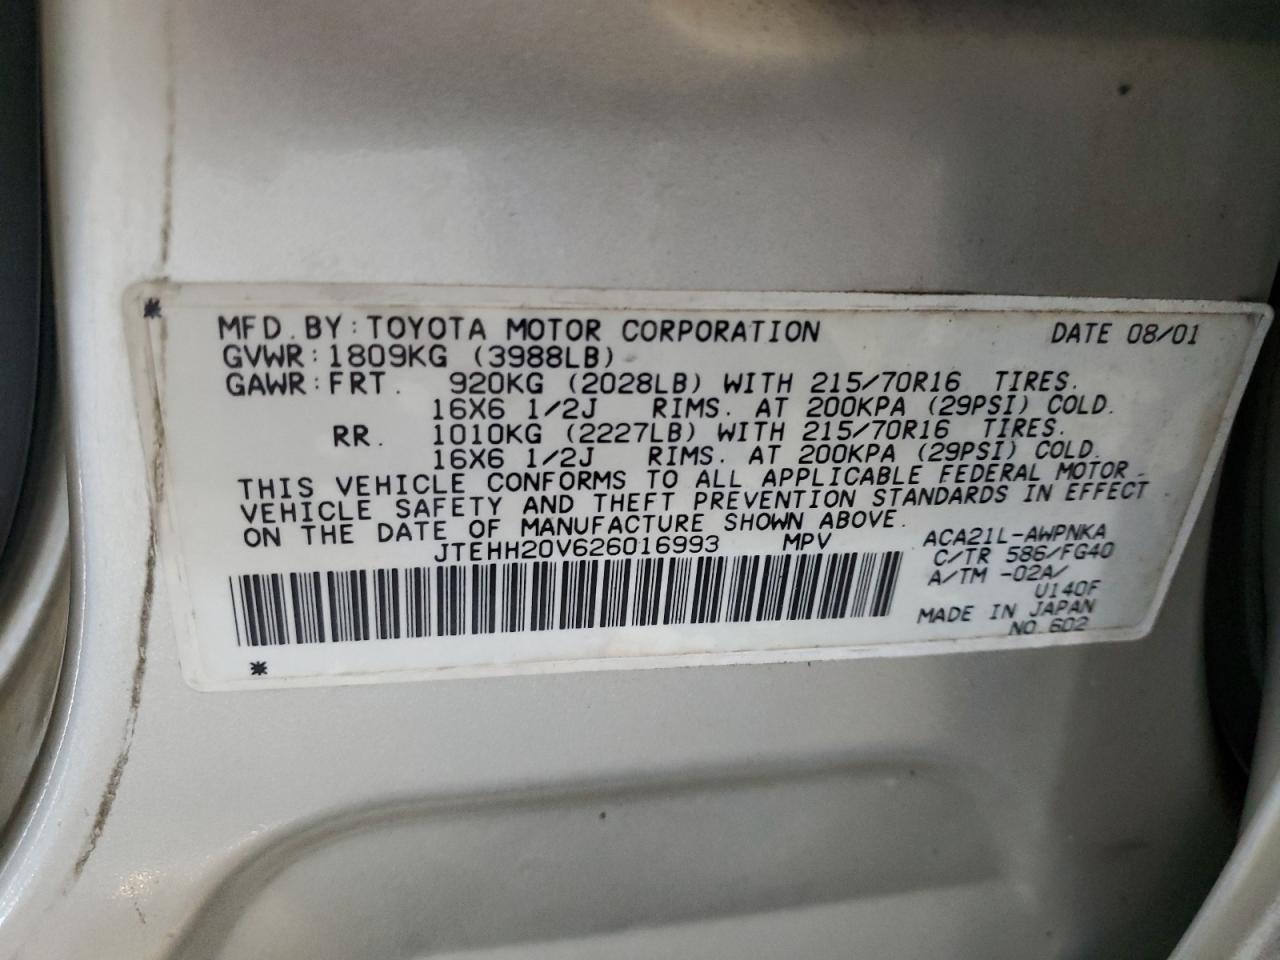 MFD. BY: TOYOTA MOTOR CORPORATION DATE 08/01
GVWR: 1809KG (3988LB)
GAWR: FRT. 920KG (2028LB) WITH 215/70R16 TIRES.
16X6 1/2J RIMS. AT 200KPA (29PSI) COLD.
RR. 1010KG (2227LB) WITH 215/70R16 TIRES.
16X6 1/2J RIMS. AT 200KPA (29PSI) COLD.
THIS VEHICLE CONFORMS TO ALL APPLICABLE FEDERAL MOTOR
VEHICLE SAFETY AND THEFT PREVENTION STANDARDS IN EFFECT
ON THE DATE OF MANUFACTURE SHOWN ABOVE.
JTEHH20V626016993 MPV
ACA21L-AWPNKA
C/TR 586/FG40
A/TM -02A/
U140F
MADE IN JAPAN
NO.602